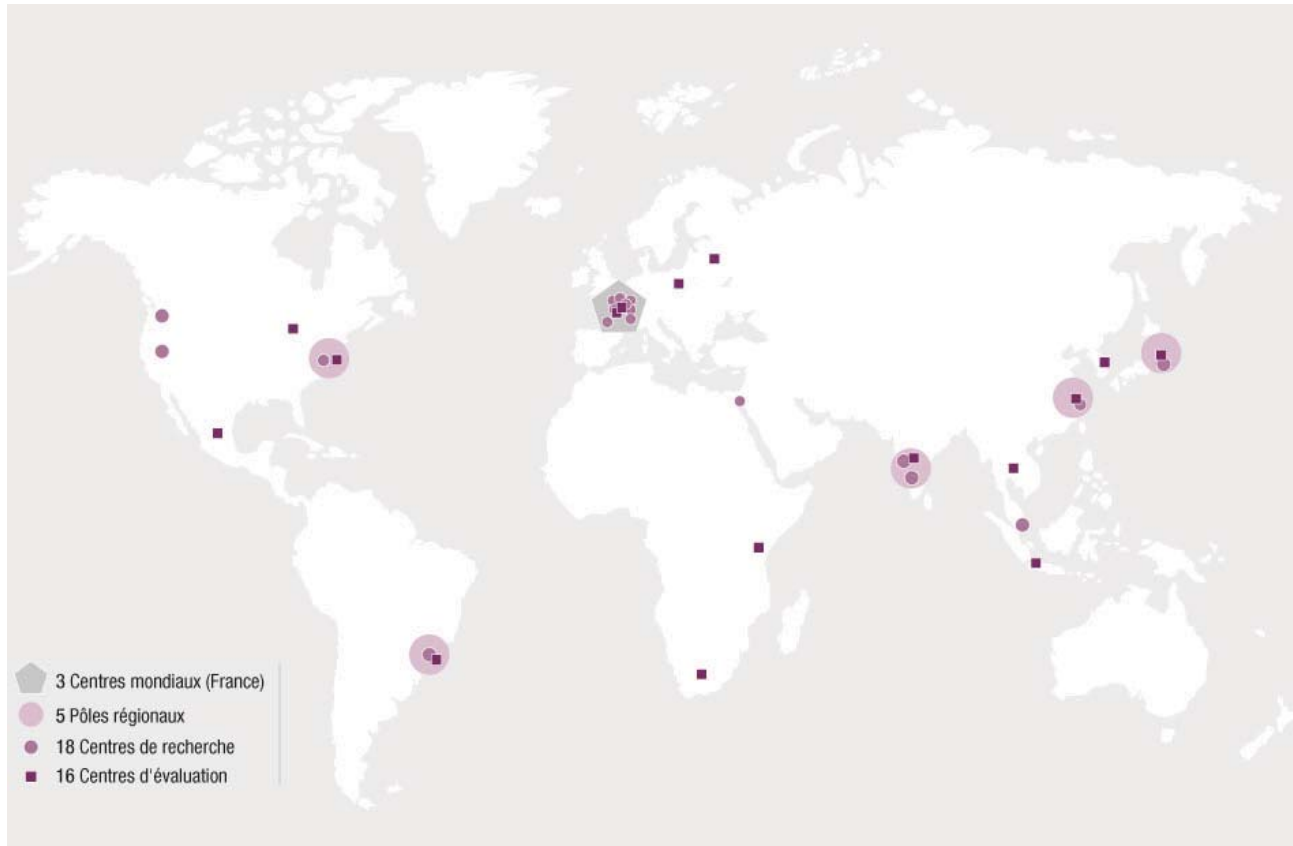 3 Centres mondiaux (France)
5 Pôles régionaux
18 Centres de recherche
16 Centres d'évaluation